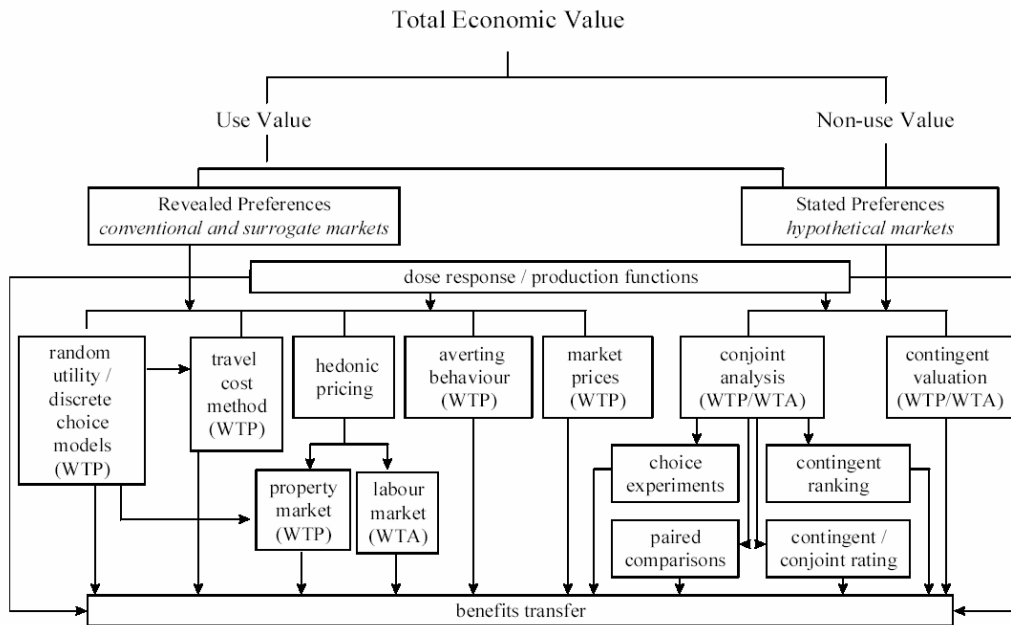 Total Economic Value
Use Value
Non-use Value
Revealed Preferences
conventional and surrogate markets
Stated Preferences
hypothetical markets
dose response / production functions
random
utility /
discrete
choice
models
(WTP)
travel
cost
method
(WTP)
hedonic
pricing
averting
behaviour
(WTP)
market
prices
(WTP)
conjoint
analysis
(WTP/WTA)
contingent
valuation
(WTP/WTA)
property
market
(WTP)
labour
market
(WTA)
choice
experiments
contingent
ranking
paired
comparisons
contingent /
conjoint rating
benefits transfer